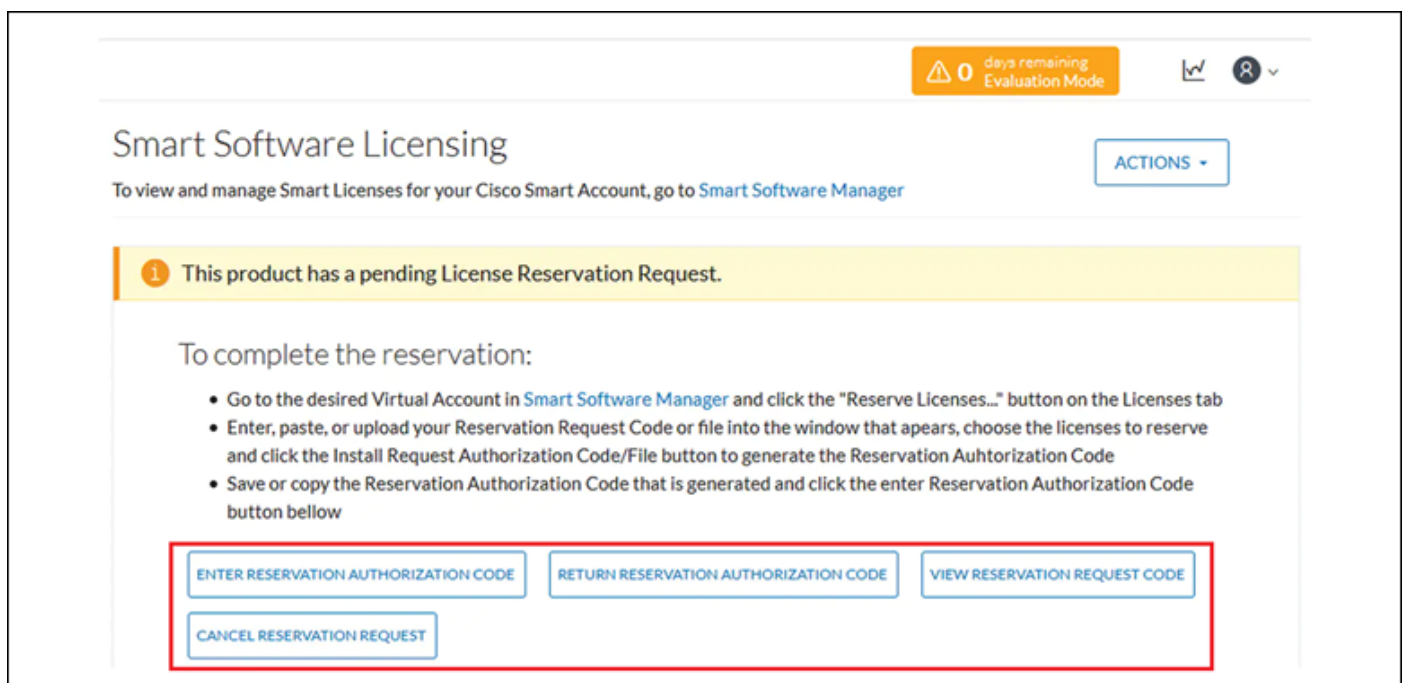 0 days remaining
Evaluation Mode
Smart Software Licensing
ACTIONS
To view and manage Smart Licenses for your Cisco Smart Account, go to Smart Software Manager
This product has a pending License Reservation Request.
To complete the reservation:
• Go to the desired Virtual Account in Smart Software Manager and click the "Reserve Licenses..." button on the Licenses tab
• Enter, paste, or upload your Reservation Request Code or file into the window that apears, choose the licenses to reserve
and click the Install Request Authorization Code/File button to generate the Reservation Auhtorization Code
• Save or copy the Reservation Authorization Code that is generated and click the enter Reservation Authorization Code
button bellow
ENTER RESERVATION AUTHORIZATION CODE RETURN RESERVATION AUTHORIZATION CODE VIEW RESERVATION REQUEST CODE
CANCEL RESERVATION REQUEST